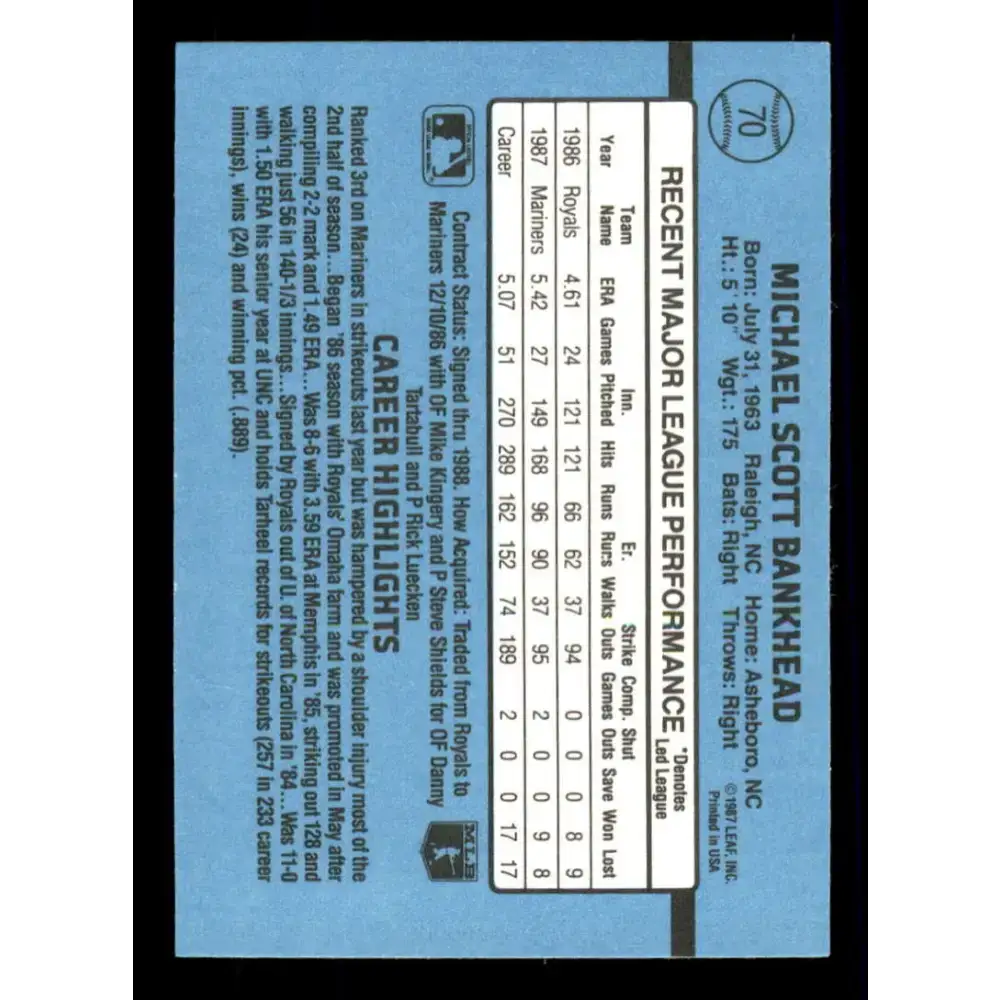 70
MICHAEL SCOTT BANKHEAD
Born: July 31, 1963 Raleigh, NC Home: Asheboro, NC
Ht.: 5'10" Wgt.: 175 Bats: Right Throws: Right
©1987 LEAF, INC.
Printed in USA
RECENT MAJOR LEAGUE PERFORMANCE *Denotes Led League
Team Inn. Er. Strike Comp. Shut
Year Name ERA Games Pitched Hits Runs Runs Walks Outs Games Outs Save Won Lost
1986 Royals 4.61 24 121 121 66 62 37 94 0 0 0 8 9
1987 Mariners 5.42 27 149 168 96 90 37 95 2 0 0 9 8
Career 5.07 51 270 289 162 152 74 189 2 0 0 17 17
Contract Status: Signed thru 1988. How Acquired: Traded from Royals to
Mariners 12/10/86 with OF Mike Kingery and P Steve Shields for OF Danny
Tartabull and P Rick Luecken
MLB
CAREER HIGHLIGHTS
Ranked 3rd on Mariners in strikeouts last year but was hampered by a shoulder injury most of the
2nd half of season...Began '86 season with Royals' Omaha farm and was promoted in May after
compiling 2-2 mark and 1.49 ERA...Was 8-6 with 3.59 ERA at Memphis in '85, striking out 128 and
walking just 56 in 140-1/3 innings...Signed by Royals out of U. of North Carolina in '84...Was 11-0
with 1.50 ERA his senior year at UNC and holds Tarheel records for strikeouts (257 in 233 career
innings), wins (24) and winning pct. (.889).